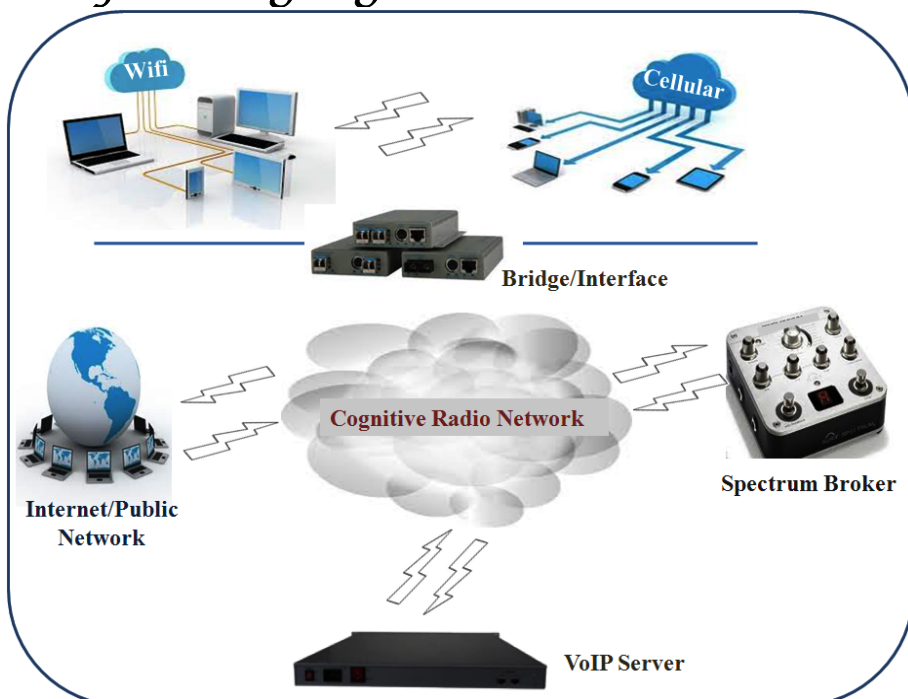 Wifi
Cellular
Bridge/Interface
Cognitive Radio Network
Spectrum Broker
Internet/Public
Network
VoIP Server